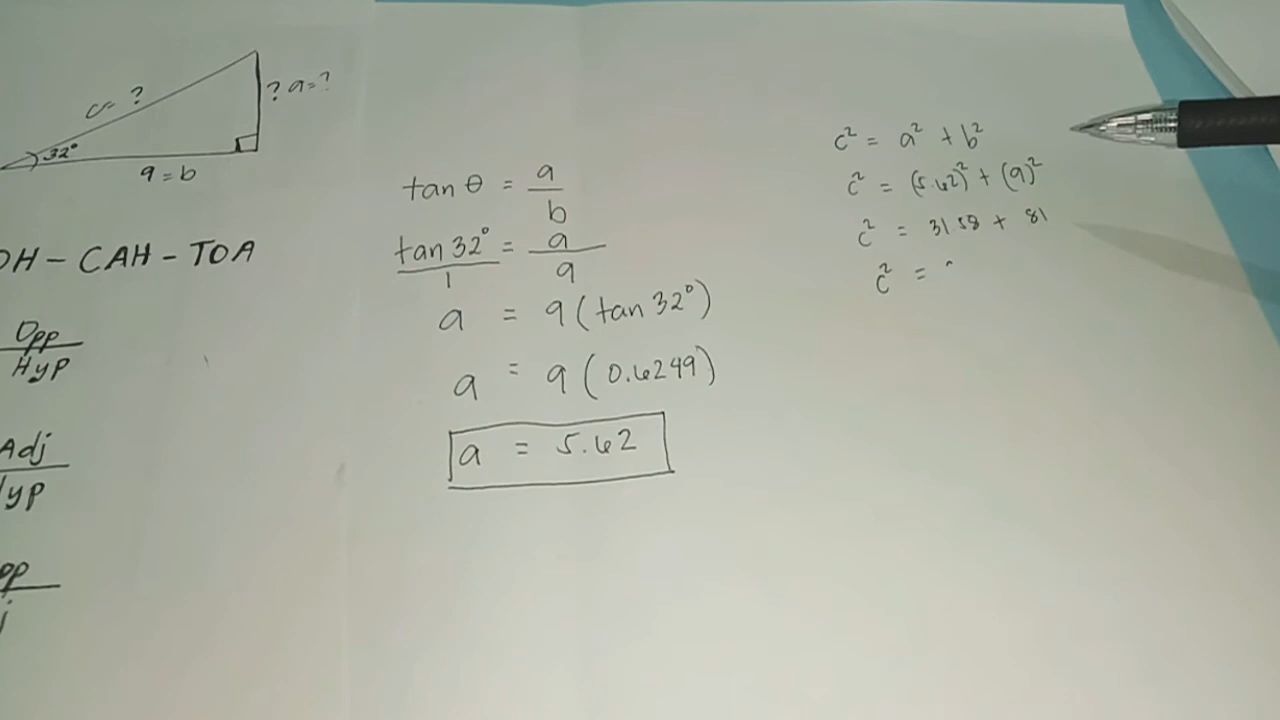 c = ?
? a = ?
32°
9 = b
OH - CAH - TOA
Opp
Hyp
Adj
Hyp
opp
tan θ = a / b
tan 32° / 1 = a / 9
a = 9 (tan 32°)
a = 9 (0.6249)
a = 5.62
c² = a² + b²
c² = (5.62)² + (9)²
c² = 31.58 + 81
c² =